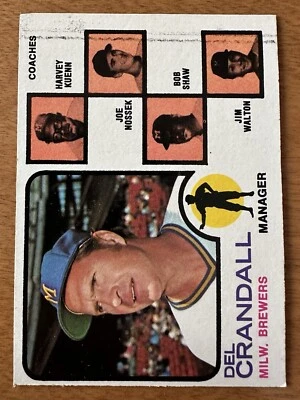 COACHES
HARVEY
KUENN
JOE
NOSSEK
BOB
SHAW
JIM
WALTON
M
DEL
CRANDALL
MILW. BREWERS
MANAGER